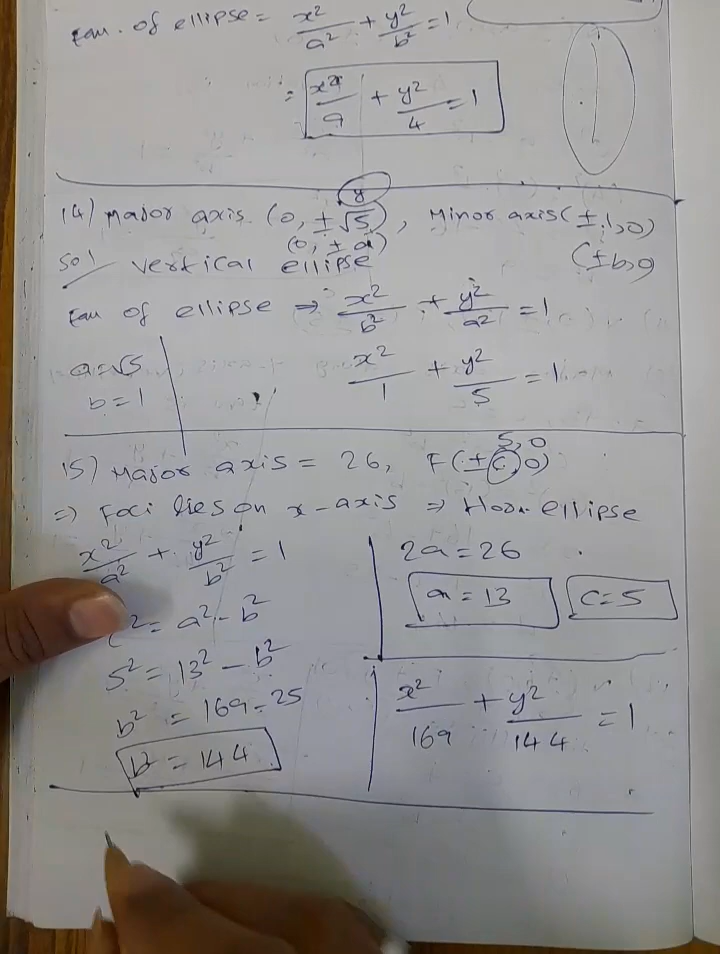 Equ. of ellipse = x²/a² + y²/b² = 1
= x²/9 + y²/4 = 1
y
14) Major axis (0, ±√5), Minor axis (±1, 0)
(0, ± a) (± b, 0)
sol vertical ellipse
Equ of ellipse ⇒ x²/b² + y²/a² = 1
a = √5
b = 1
x²/1 + y²/5 = 1
5, 0
15) Major axis = 26, F(±c, 0)
⇒ Foci lies on x-axis ⇒ Hori. ellipse
x²/a² + y²/b² = 1
c² = a² - b²
5² = 13² - b²
b² = 169 - 25
b² = 144
2a = 26
a = 13 c = 5
x²/169 + y²/144 = 1